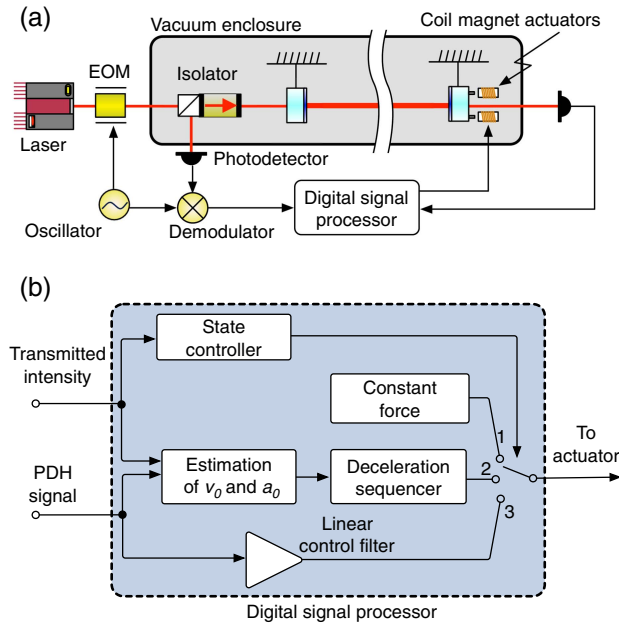 (a)
Vacuum enclosure
Coil magnet
actuators
EOM
Isolator
Laser
Photodetector
Oscillator
Demodulator
Digital signal
processor
(b)
State
controller
Transmitted
intensity
Constant
force
1
To
actuator
PDH
signal
Estimation
of v₀ and a₀
Deceleration
sequencer
2
3
Linear
control filter
Digital signal processor